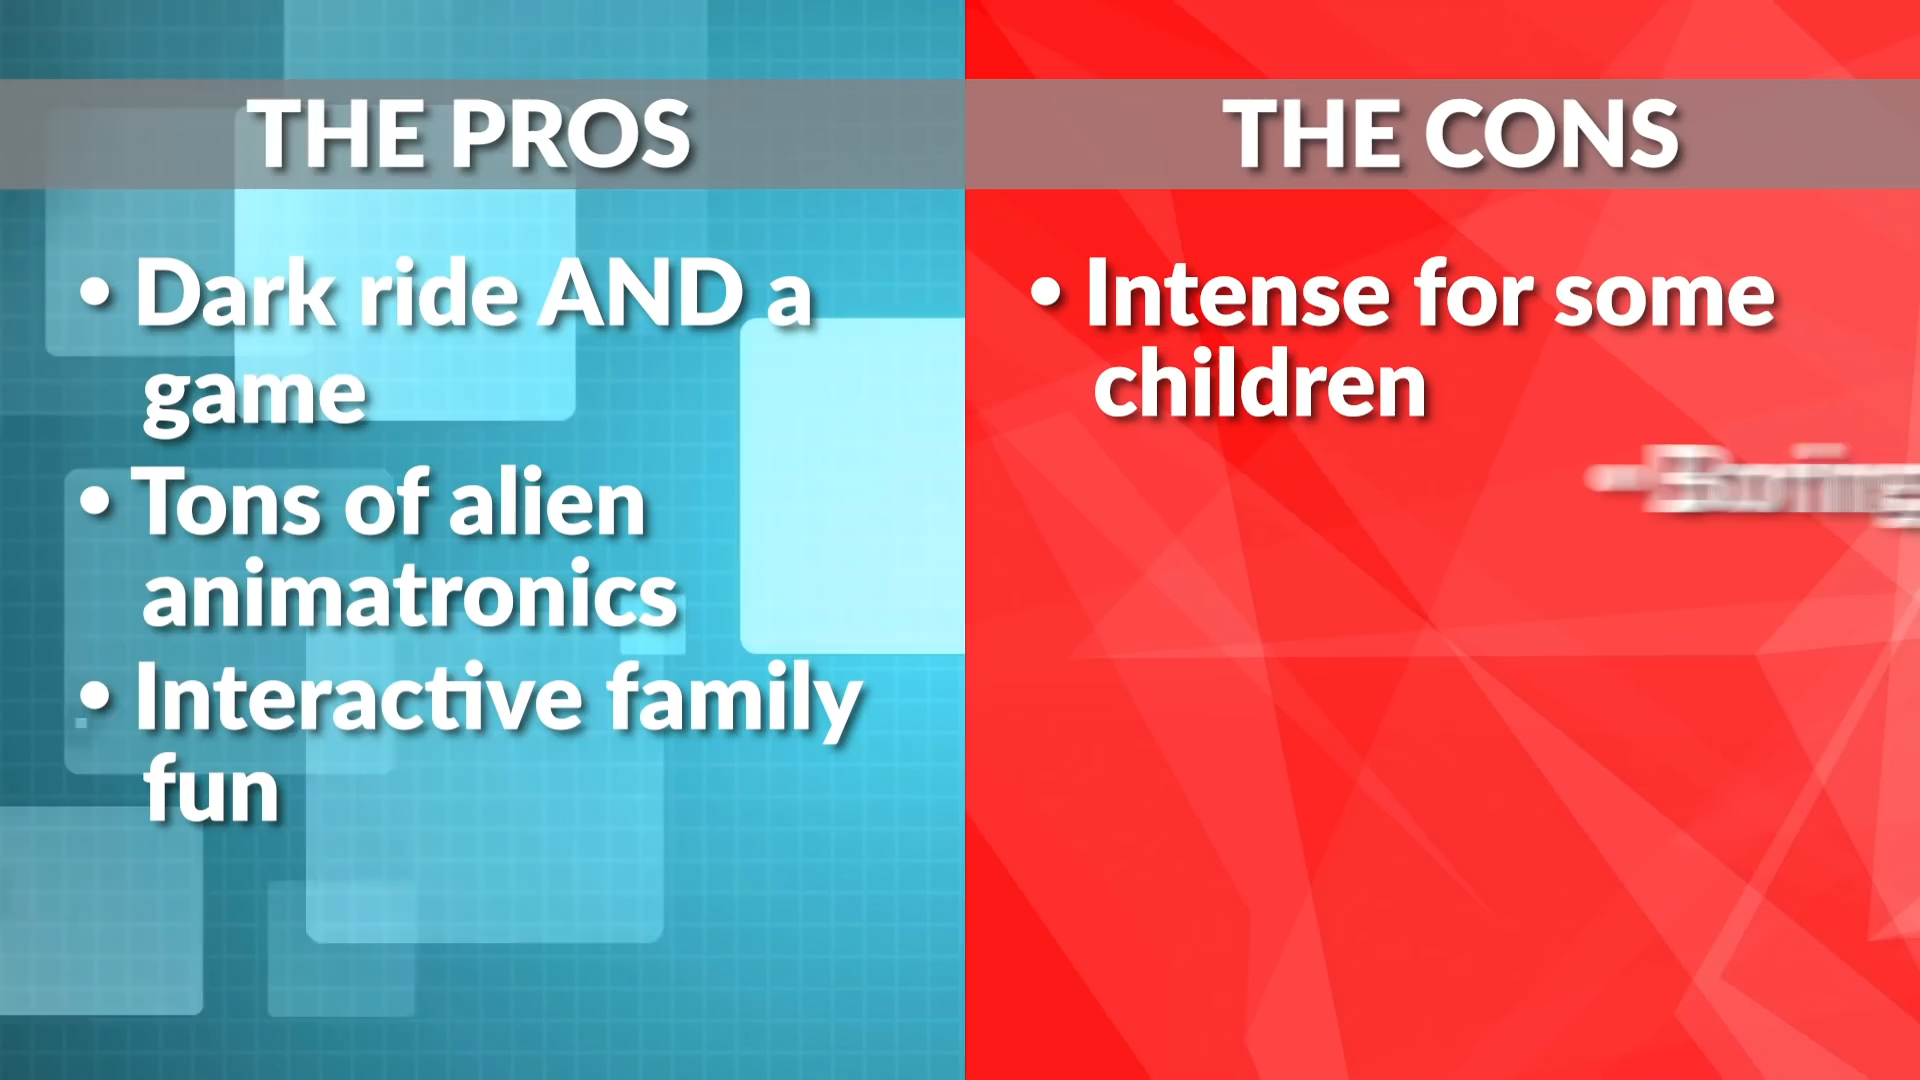 THE PROS
• Dark ride AND a
game
• Tons of alien
animatronics
• Interactive family
fun
THE CONS
• Intense for some
children